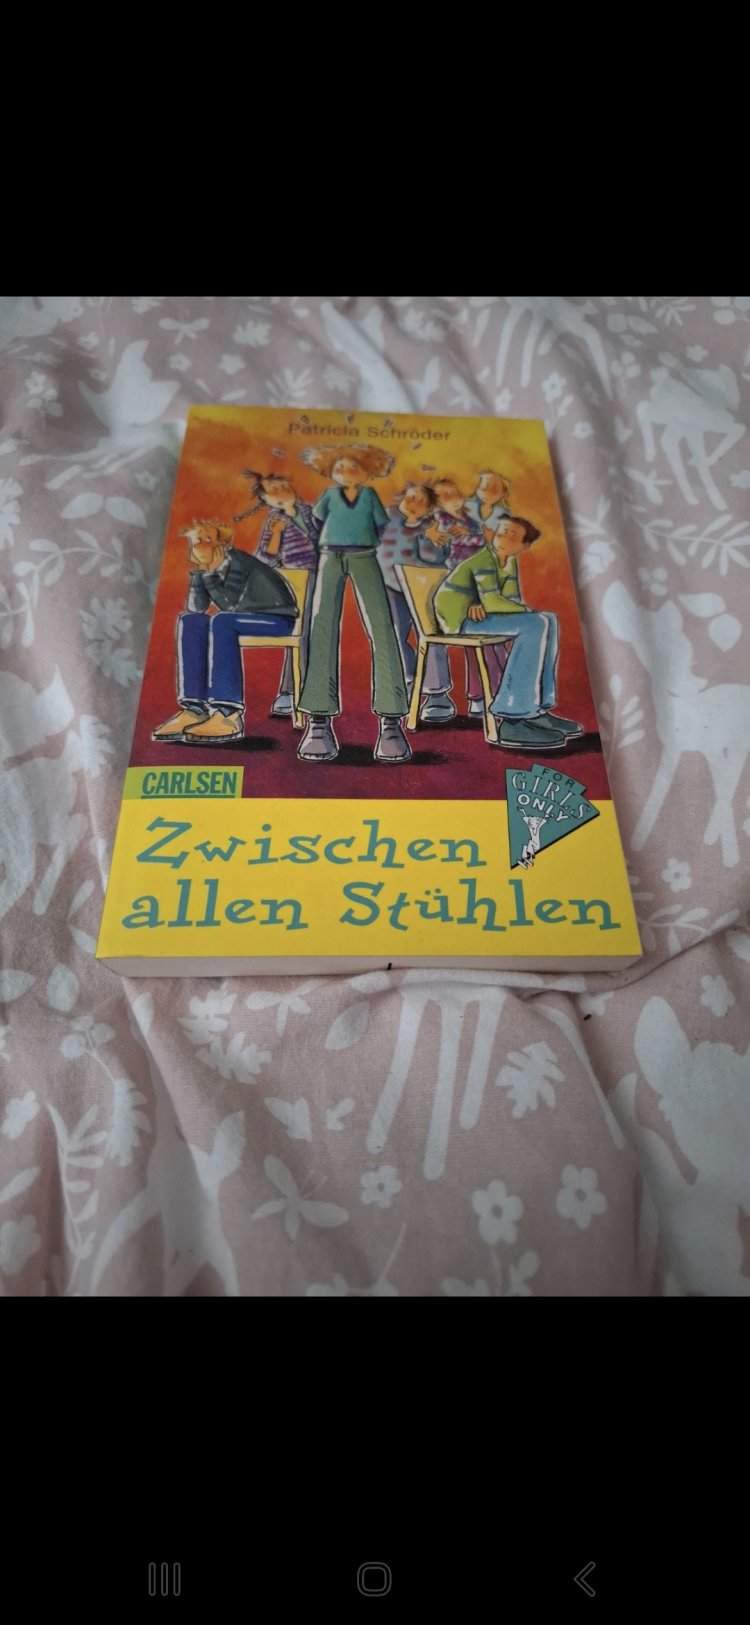 Patricia Schröder
CARLSEN
FOR
GIRLS
ONLY
Zwischen
allen Stühlen